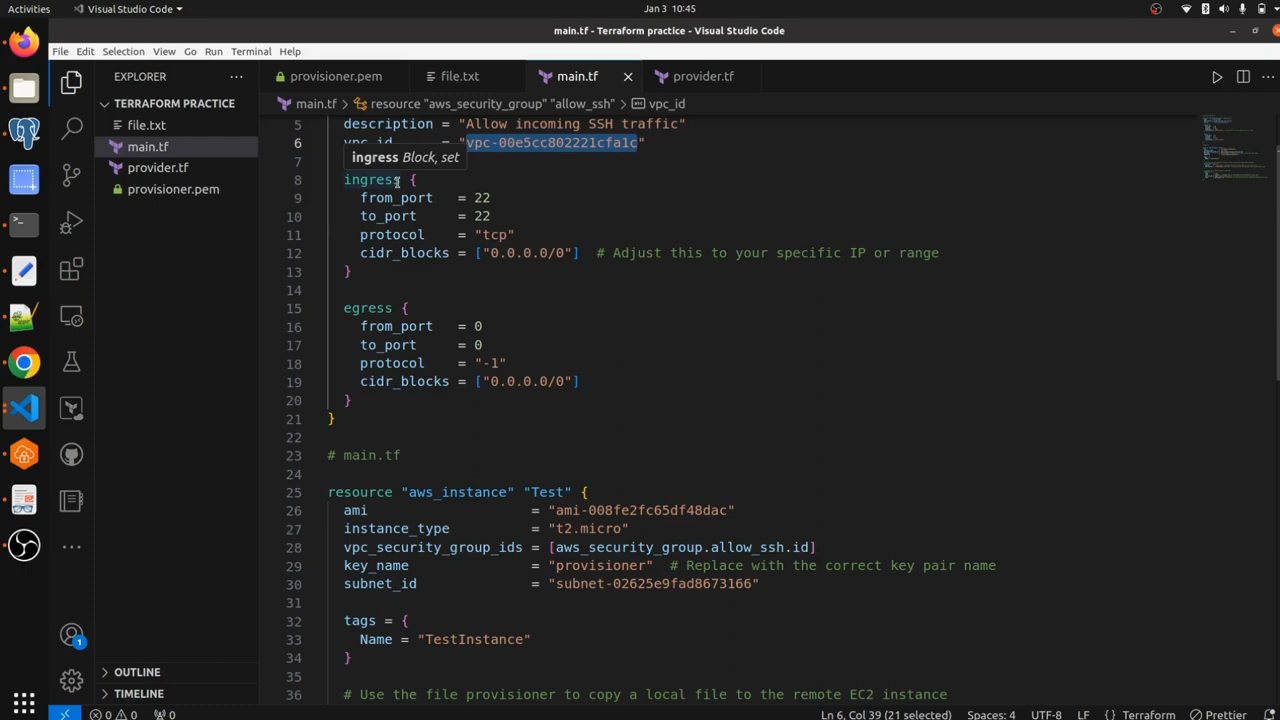 Activities
Visual Studio Code
Jan 3 10:45
main.tf - Terraform practice - Visual Studio Code
File Edit Selection View Go Run Terminal Help
EXPLORER
provisioner.pem
file.txt
main.tf
provider.tf
TERRAFORM PRACTICE
main.tf
resource "aws_security_group" "allow_ssh"
vpc_id
file.txt
main.tf
provider.tf
provisioner.pem
5 description = "Allow incoming SSH traffic"
6 vpc_id = "vpc-00e5cc802221cfa1c"
ingress Block, set
7
8 ingress {
9 from_port = 22
10 to_port = 22
11 protocol = "tcp"
12 cidr_blocks = ["0.0.0.0/0"] # Adjust this to your specific IP or range
13 }
14
15 egress {
16 from_port = 0
17 to_port = 0
18 protocol = "-1"
19 cidr_blocks = ["0.0.0.0/0"]
20 }
21 }
22
23 # main.tf
24
25 resource "aws_instance" "Test" {
26 ami = "ami-008fe2fc65df48dac"
27 instance_type = "t2.micro"
28 vpc_security_group_ids = [aws_security_group.allow_ssh.id]
29 key_name = "provisioner" # Replace with the correct key pair name
30 subnet_id = "subnet-02625e9fad8673166"
31
32 tags = {
33 Name = "TestInstance"
34 }
35
36 # Use the file provisioner to copy a local file to the remote EC2 instance
OUTLINE
TIMELINE
1
0 0 0
Ln 6, Col 39 (21 selected) Spaces: 4 UTF-8 LF {} Terraform Prettier